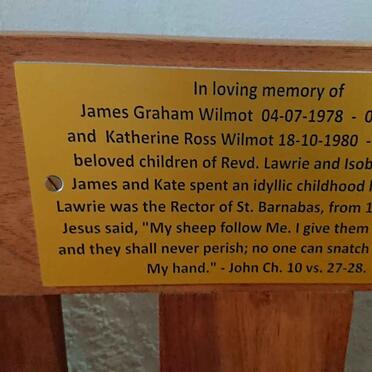 In loving memory of
James Graham Wilmot 04-07-1978 -
and Katherine Ross Wilmot 18-10-1980 -
beloved children of Revd. Lawrie and
James and Kate spent an idyllic childhood
Lawrie was the Rector of St. Barnabas, from
Jesus said, "My sheep follow Me. I give them
and they shall never perish; no one can snatch
My hand." - John Ch. 10 vs. 27-28.